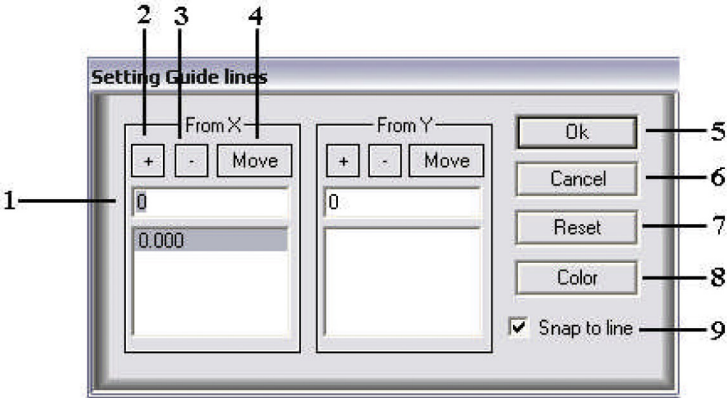 2 3 4
Setting Guide lines
From X From Y
+ - Move + - Move
Ok 5
Cancel 6
1 0 0
Reset 7
0.000
Color 8
Snap to line 9